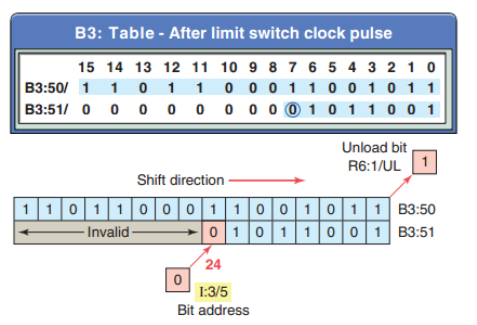 B3: Table - After limit switch clock pulse
15 14 13 12 11 10 9 8 7 6 5 4 3 2 1 0
B3:50/ 1 1 0 1 1 0 0 0 1 1 0 0 1 0 1 1
B3:51/ 0 0 0 0 0 0 0 0 0 1 0 1 1 0 0 1
Unload bit
R6:1/UL 1
Shift direction
1 1 0 1 1 0 0 0 1 1 0 0 1 0 1 1 B3:50
Invalid 0 1 0 1 1 0 0 1 B3:51
24
0 I:3/5
Bit address